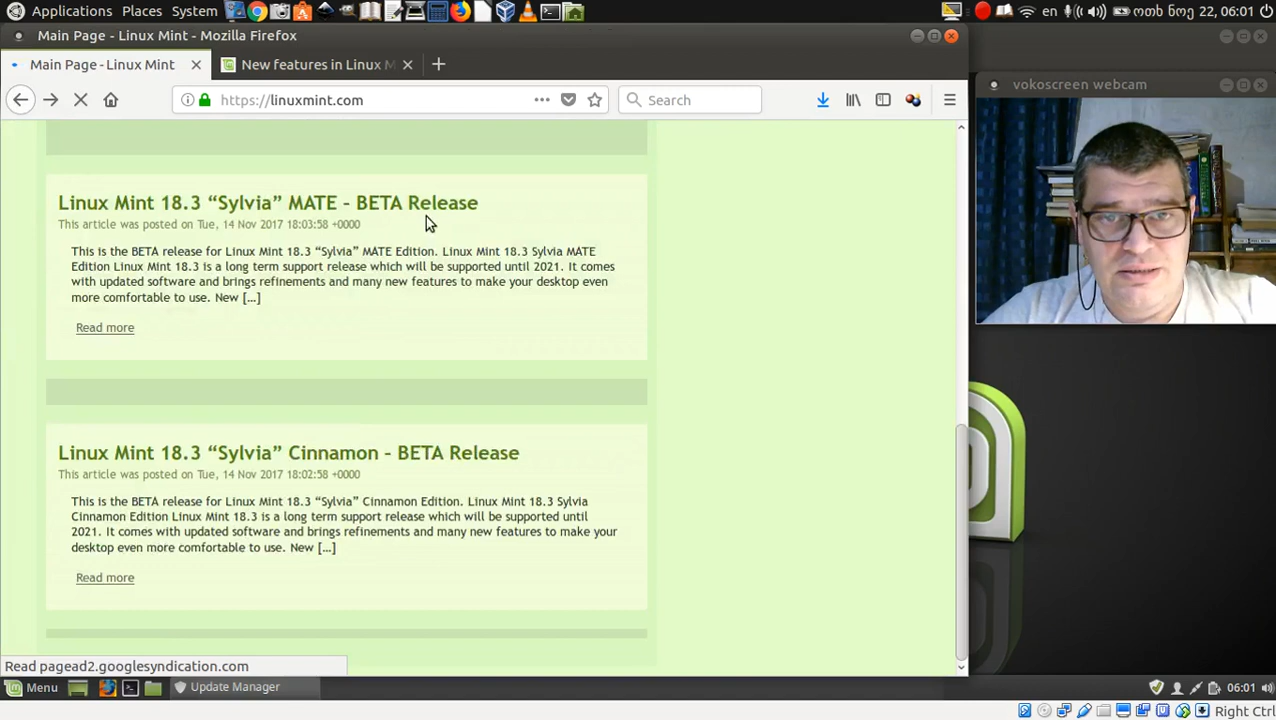 Applications Places System en ოთხ ნოე 22, 06:01
Main Page - Linux Mint - Mozilla Firefox
Main Page - Linux Mint New features in Linux M
https://linuxmint.com Search
vokoscreen webcam
Linux Mint 18.3 “Sylvia” MATE – BETA Release
This article was posted on Tue, 14 Nov 2017 18:03:58 +0000
This is the BETA release for Linux Mint 18.3 “Sylvia” MATE Edition. Linux Mint 18.3 Sylvia MATE
Edition Linux Mint 18.3 is a long term support release which will be supported until 2021. It comes
with updated software and brings refinements and many new features to make your desktop even
more comfortable to use. New [...]
Read more
Linux Mint 18.3 “Sylvia” Cinnamon – BETA Release
This article was posted on Tue, 14 Nov 2017 18:02:58 +0000
This is the BETA release for Linux Mint 18.3 “Sylvia” Cinnamon Edition. Linux Mint 18.3 Sylvia
Cinnamon Edition Linux Mint 18.3 is a long term support release which will be supported until
2021. It comes with updated software and brings refinements and many new features to make your
desktop even more comfortable to use. New [...]
Read more
Read pagead2.googlesyndication.com
Menu Update Manager 06:01
Right Ctrl